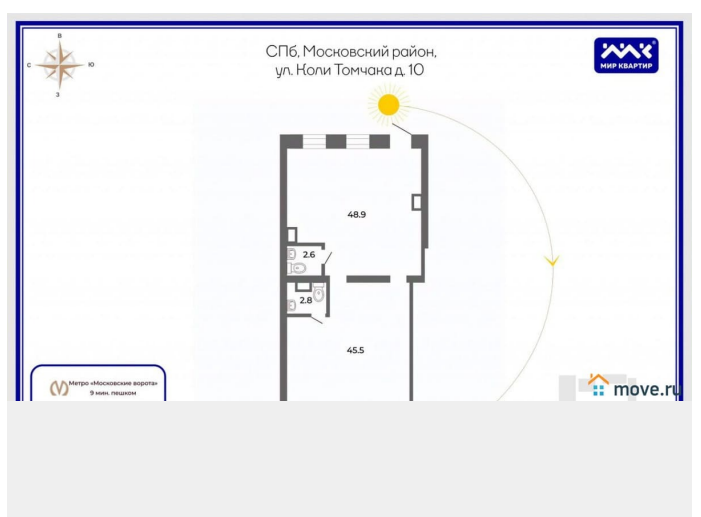 В
С
Ю
З
СПб, Московский район,
ул. Коли Томчака д. 10
МИР КВАРТИР
48.9
2.6
2.8
45.5
Метро «Московские ворота»
9 мин. пешком
move.ru